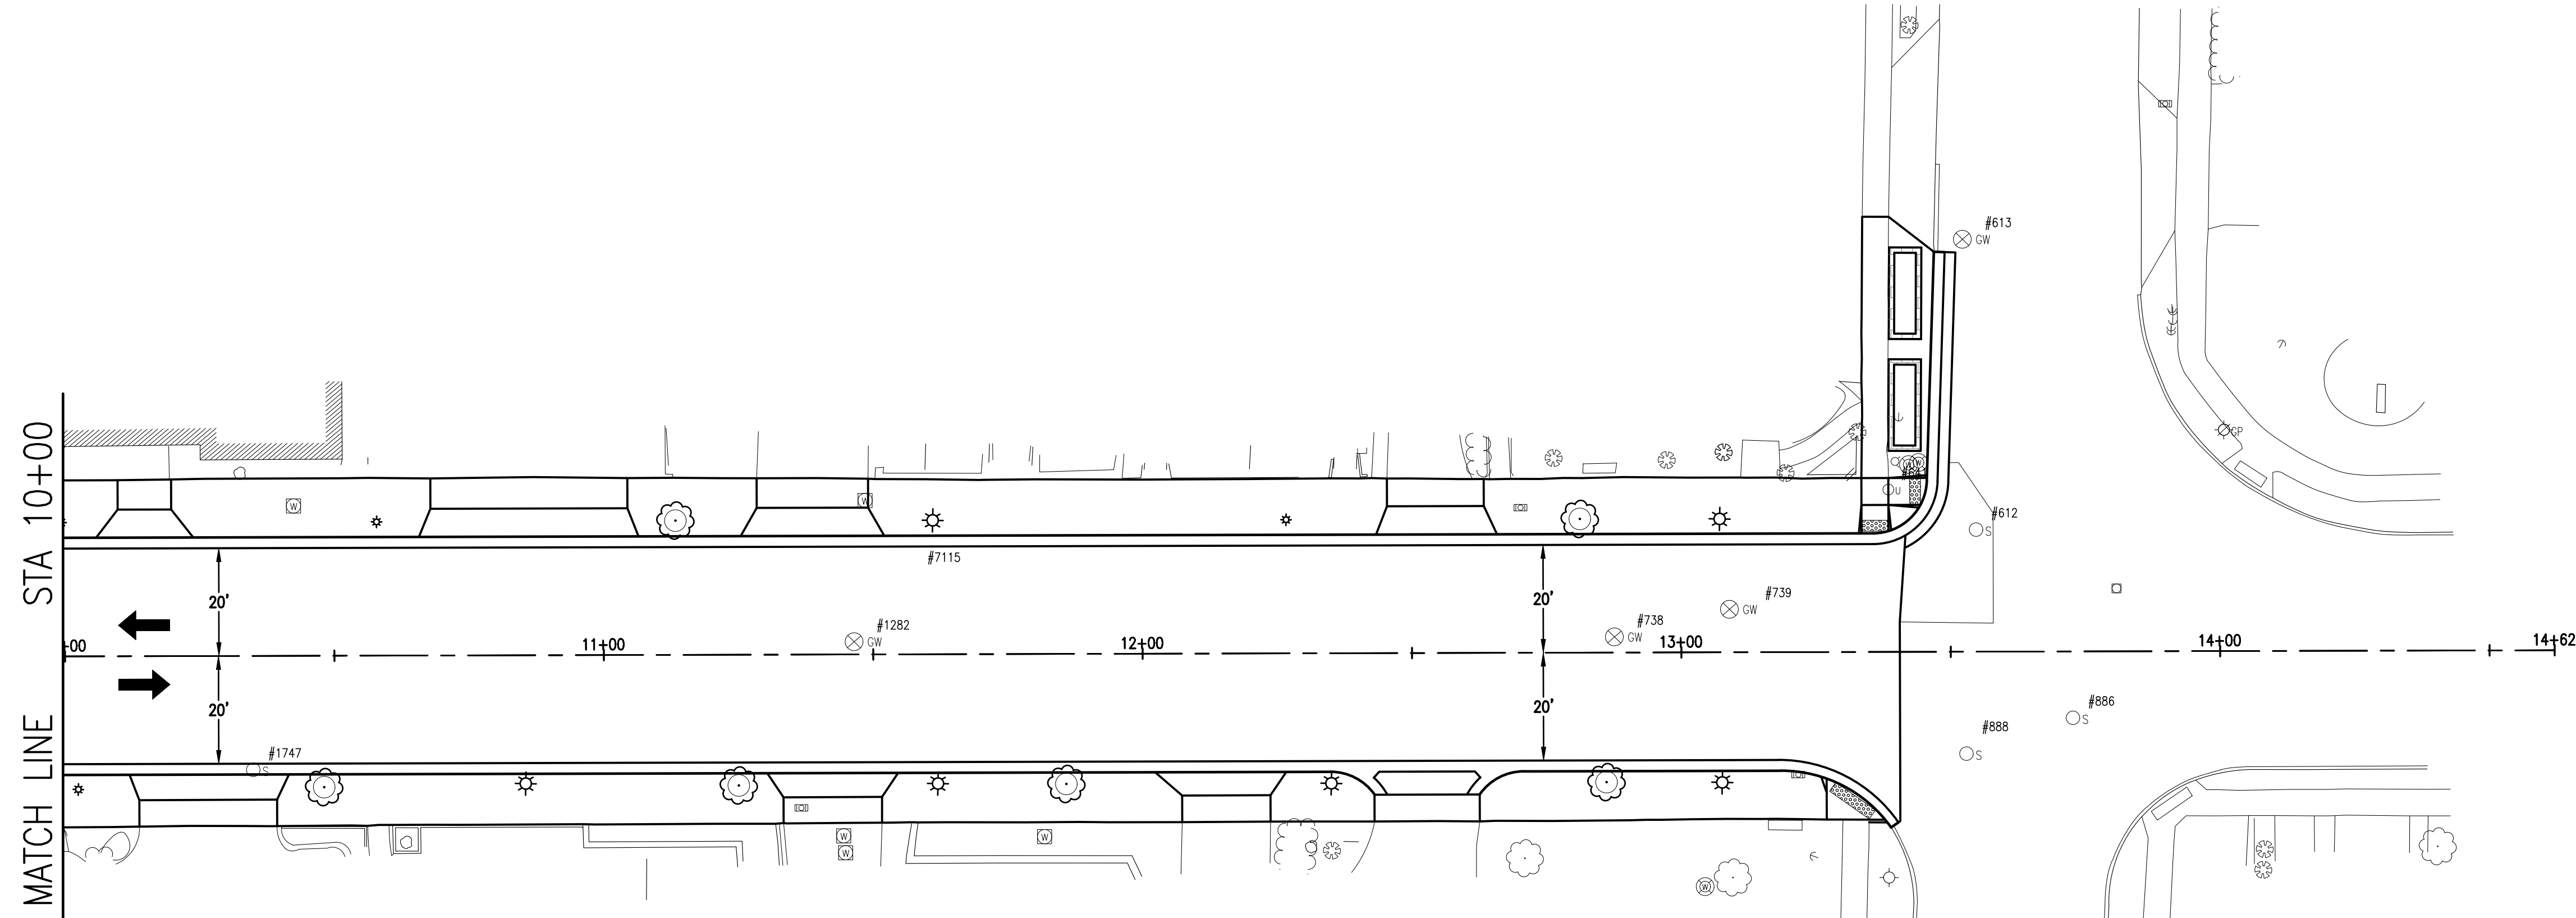 MATCH LINE STA 10+00
#613
GW
GP
W
W
W
U
#612
S
#7115
20'
20'
#739
GW
#738
GW
#1282
GW
+00
11+00
12+00
13+00
14+00
14+62
20'
20'
#886
S
#888
S
#1747
S
W
W
W
W